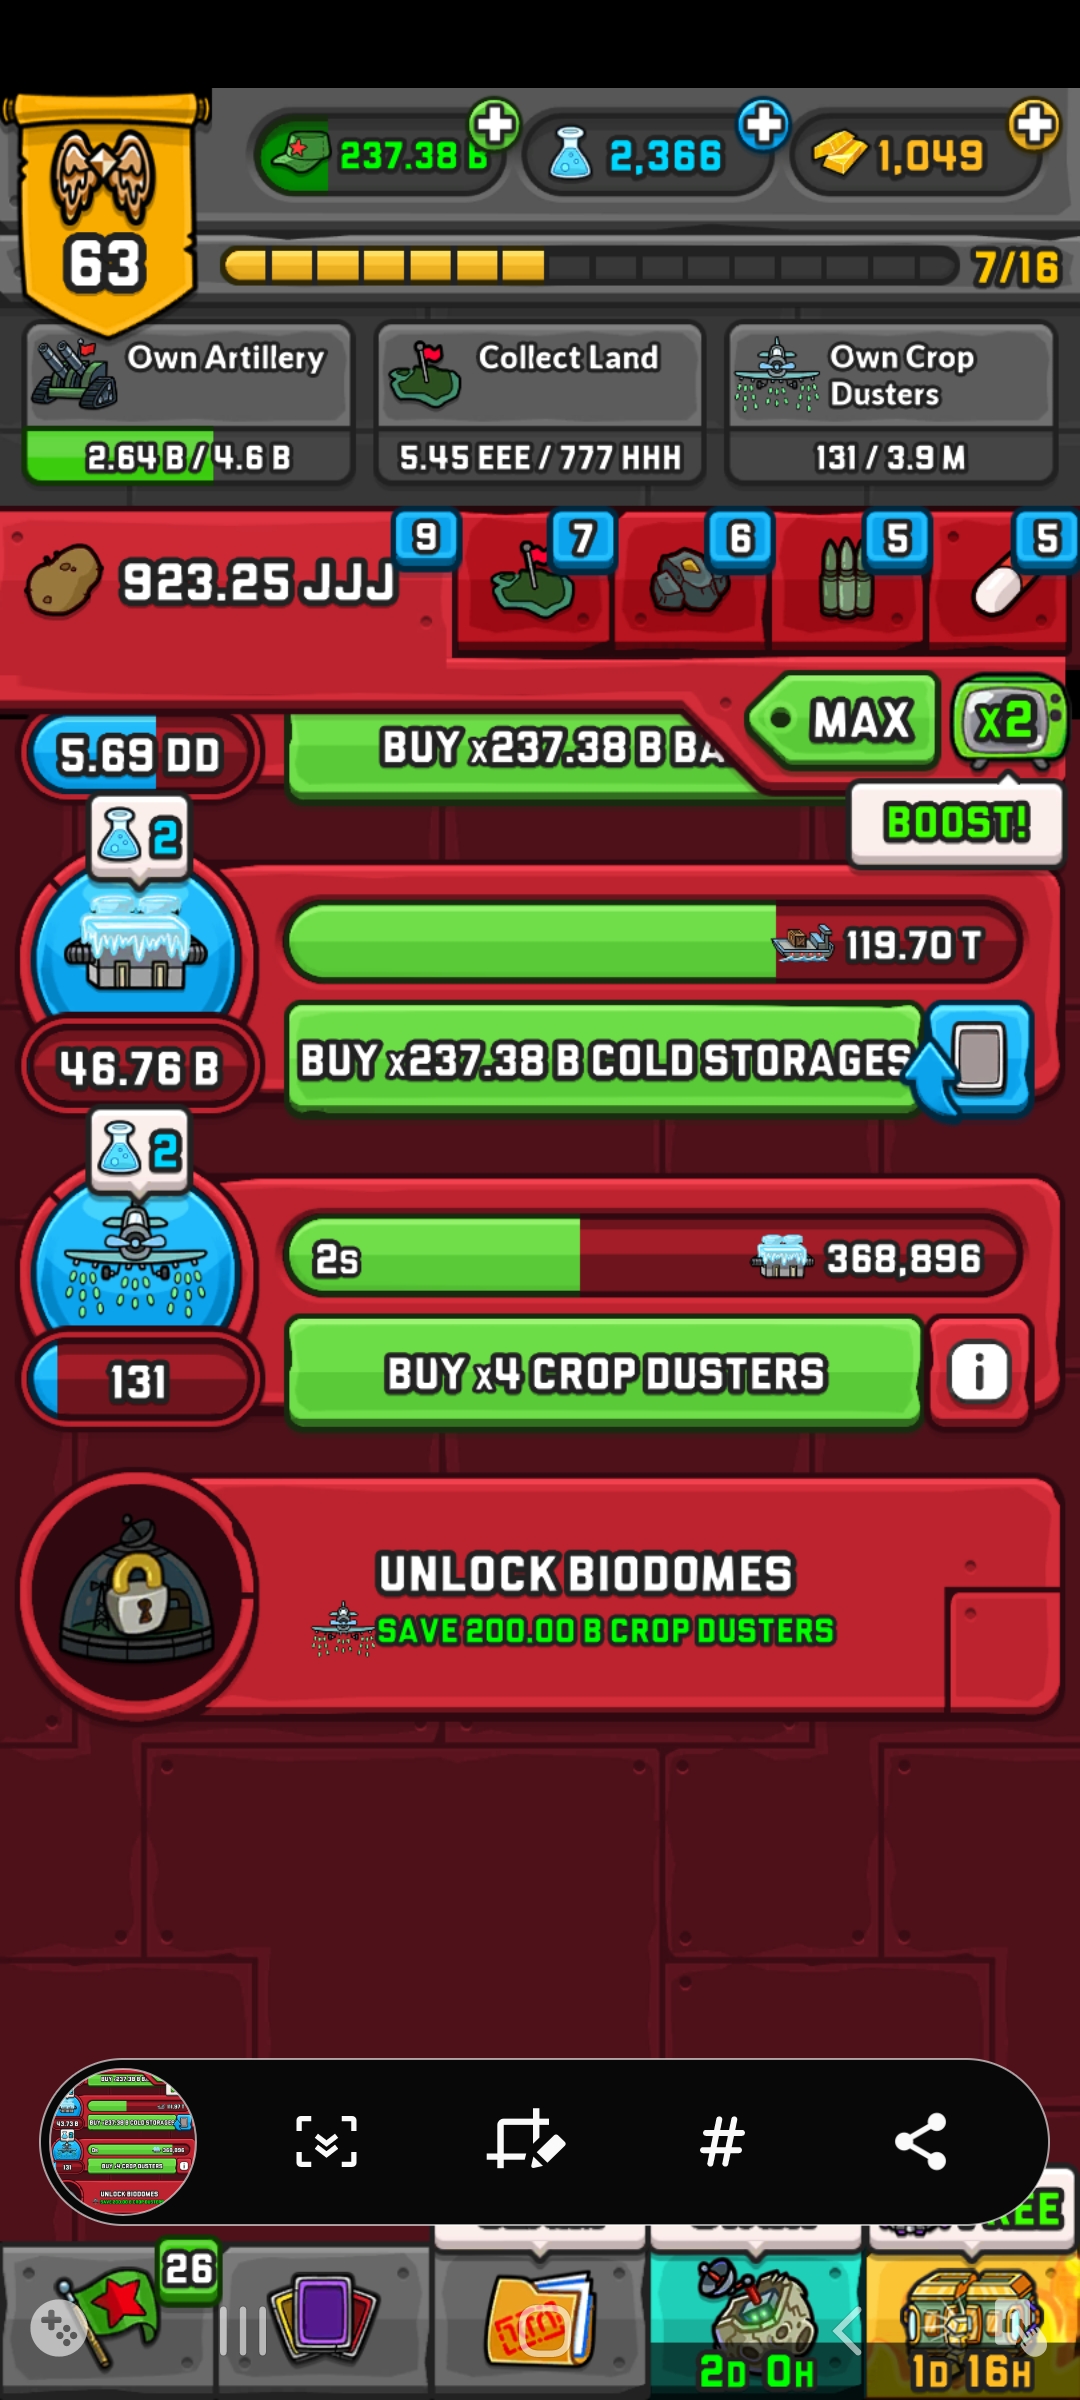 237.38 B
2,366
1,049
63
7/16
Own Artillery
2.64 B / 4.6 B
Collect Land
5.45 EEE / 777 HHH
Own Crop
Dusters
131 / 3.9 M
923.25 JJJ
9
7
6
5
5
MAX
x2
BOOST!
5.69 DD
BUY x237.38 B
2
119.70 T
46.76 B
BUY x237.38 B COLD STORAGES
2
2s
368,896
131
BUY x4 CROP DUSTERS
i
UNLOCK BIODOMES
SAVE 200.00 B CROP DUSTERS
#
26
2D 0H
1D 16H